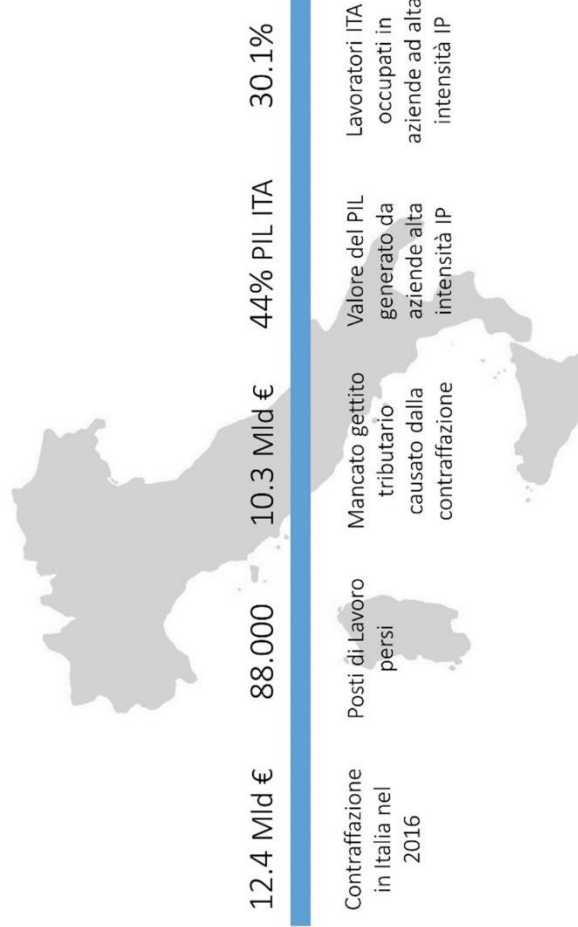 12.4 Mld €
88.000
10.3 Mld €
44% PIL ITA
30.1%
Contraffazione
in Italia nel
2016
Posti di Lavoro
persi
Mancato gettito
tributario
causato dalla
contraffazione
Valore del PIL
generato da
aziende alta
intensità IP
Lavoratori ITA
occupati in
aziende ad alta
intensità IP